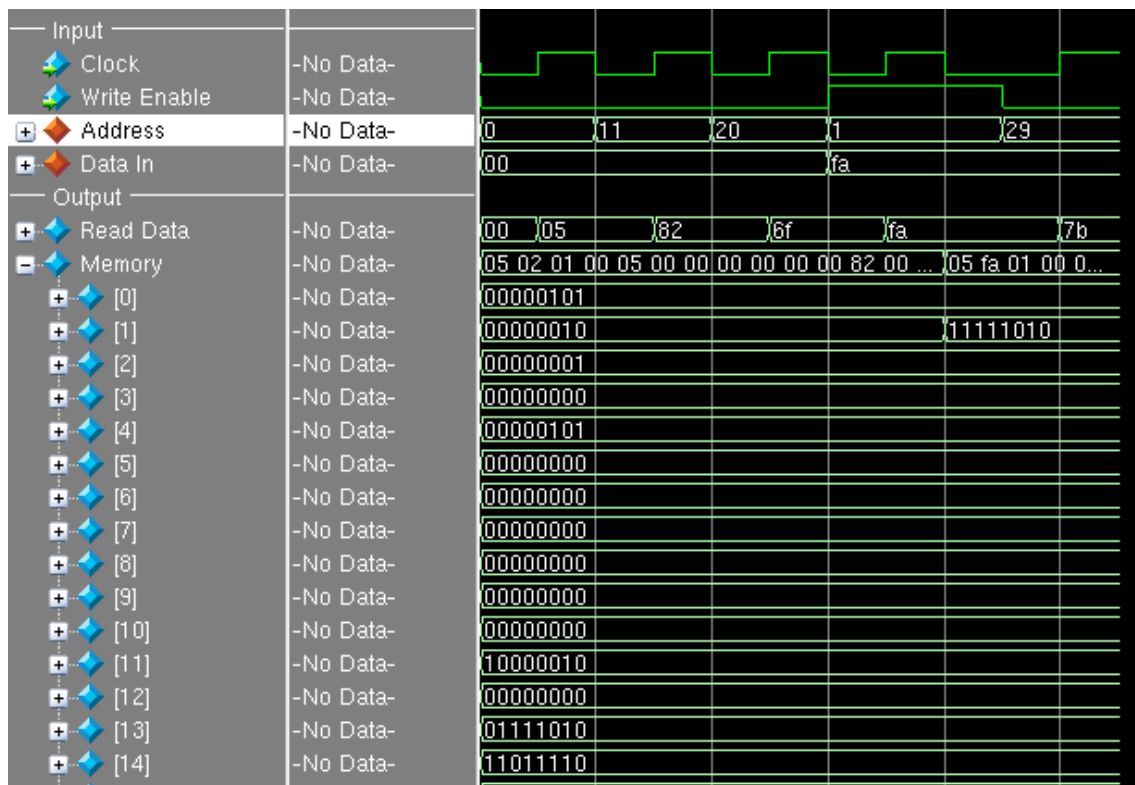 Input
Clock -No Data-
Write Enable -No Data-
Address -No Data- 0 11 20 1 29
Data In -No Data- 00 fa
Output
Read Data -No Data- 00 05 82 6f fa 7b
Memory -No Data- 05 02 01 00 05 00 00 00 00 00 00 82 00 ... 05 fa 01 00 0...
[0] -No Data- 00000101
[1] -No Data- 00000010 11111010
[2] -No Data- 00000001
[3] -No Data- 00000000
[4] -No Data- 00000101
[5] -No Data- 00000000
[6] -No Data- 00000000
[7] -No Data- 00000000
[8] -No Data- 00000000
[9] -No Data- 00000000
[10] -No Data- 00000000
[11] -No Data- 10000010
[12] -No Data- 00000000
[13] -No Data- 01111010
[14] -No Data- 11011110